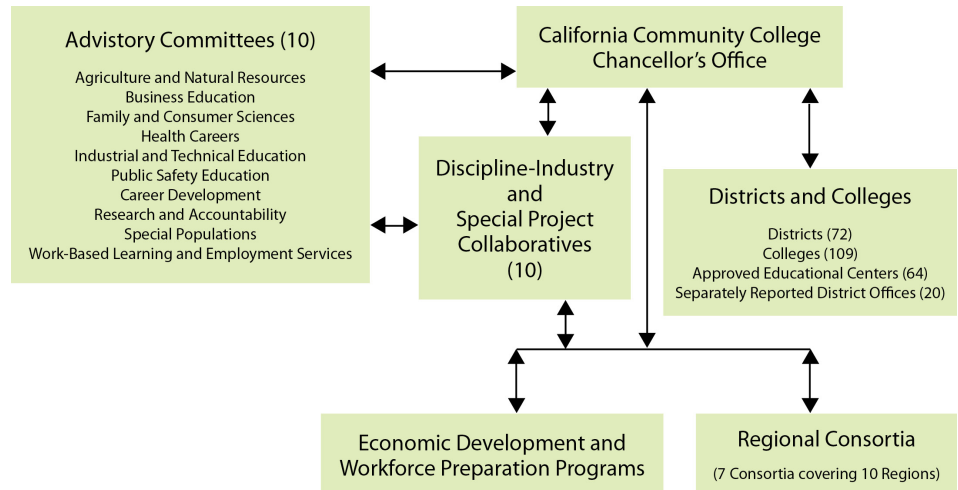 Advistory Committees (10)
Agriculture and Natural Resources
Business Education
Family and Consumer Sciences
Health Careers
Industrial and Technical Education
Public Safety Education
Career Development
Research and Accountability
Special Populations
Work-Based Learning and Employment Services
California Community College
Chancellor's Office
Discipline-Industry
and
Special Project
Collaboratives
(10)
Districts and Colleges
Districts (72)
Colleges (109)
Approved Educational Centers (64)
Separately Reported District Offices (20)
Economic Development and
Workforce Preparation Programs
Regional Consortia
(7 Consortia covering 10 Regions)